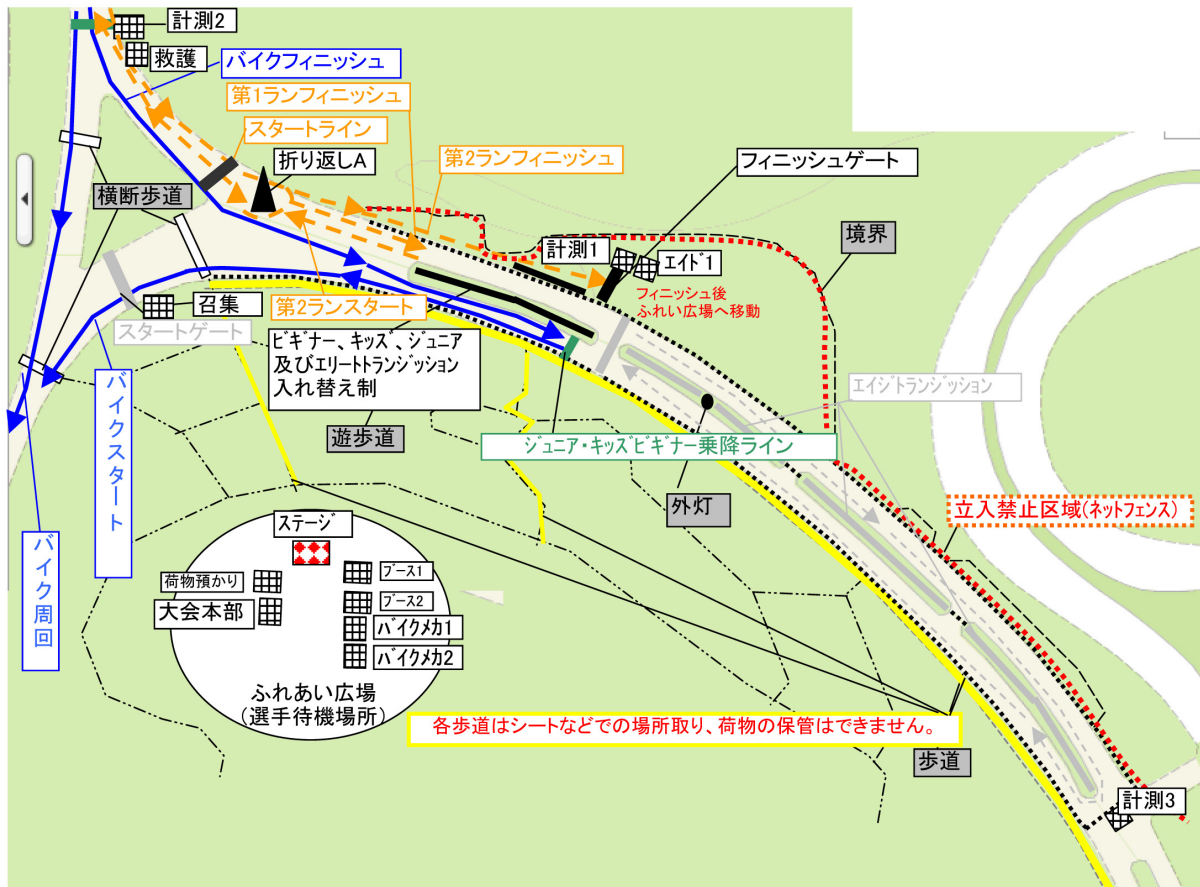 計測2
救護
バイクフィニッシュ
第1ランフィニッシュ
スタートライン
折り返しA
第2ランフィニッシュ
フィニッシュゲート
横断歩道
計測1
エイド1
境界
フィニッシュ後
ふれい広場へ移動
召集
第2ランスタート
スタートゲート
ビギナー、キッズ、ジュニア
及びエリートトランジッション
入れ替え制
エイジトランジッション
バイクスタート
遊歩道
ジュニア・キッズビギナー乗降ライン
外灯
立入禁止区域(ネットフェンス)
バイク周回
ステージ
荷物預かり
大会本部
ブース1
ブース2
バイクメカ1
バイクメカ2
ふれあい広場
(選手待機場所)
各歩道はシートなどでの場所取り、荷物の保管はできません。
歩道
計測3